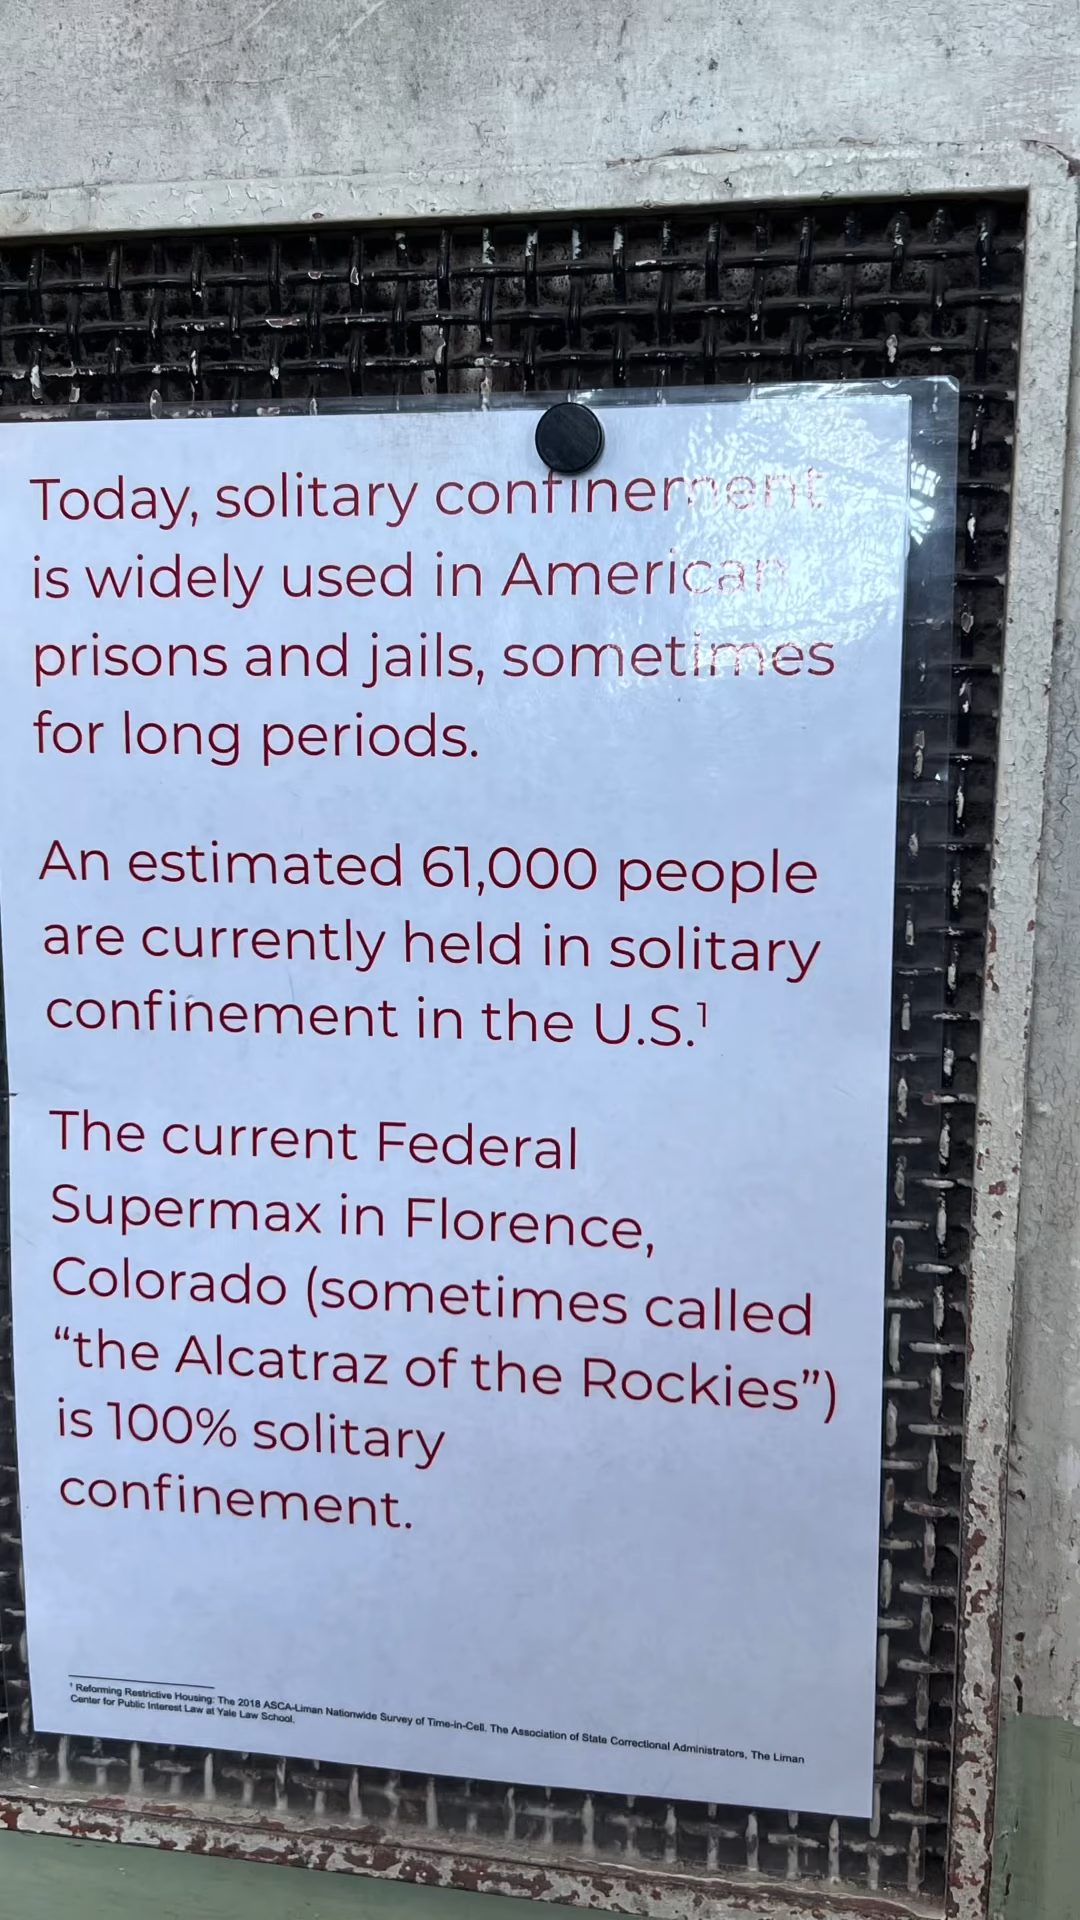 Today, solitary confinement
is widely used in American
prisons and jails, sometimes
for long periods.
An estimated 61,000 people
are currently held in solitary
confinement in the U.S.¹
The current Federal
Supermax in Florence,
Colorado (sometimes called
“the Alcatraz of the Rockies”)
is 100% solitary
confinement.
¹ Reforming Restrictive Housing: The 2018 ASCA-Liman Nationwide Survey of Time-in-Cell. The Association of State Correctional Administrators, The Liman
Center for Public Interest Law at Yale Law School.